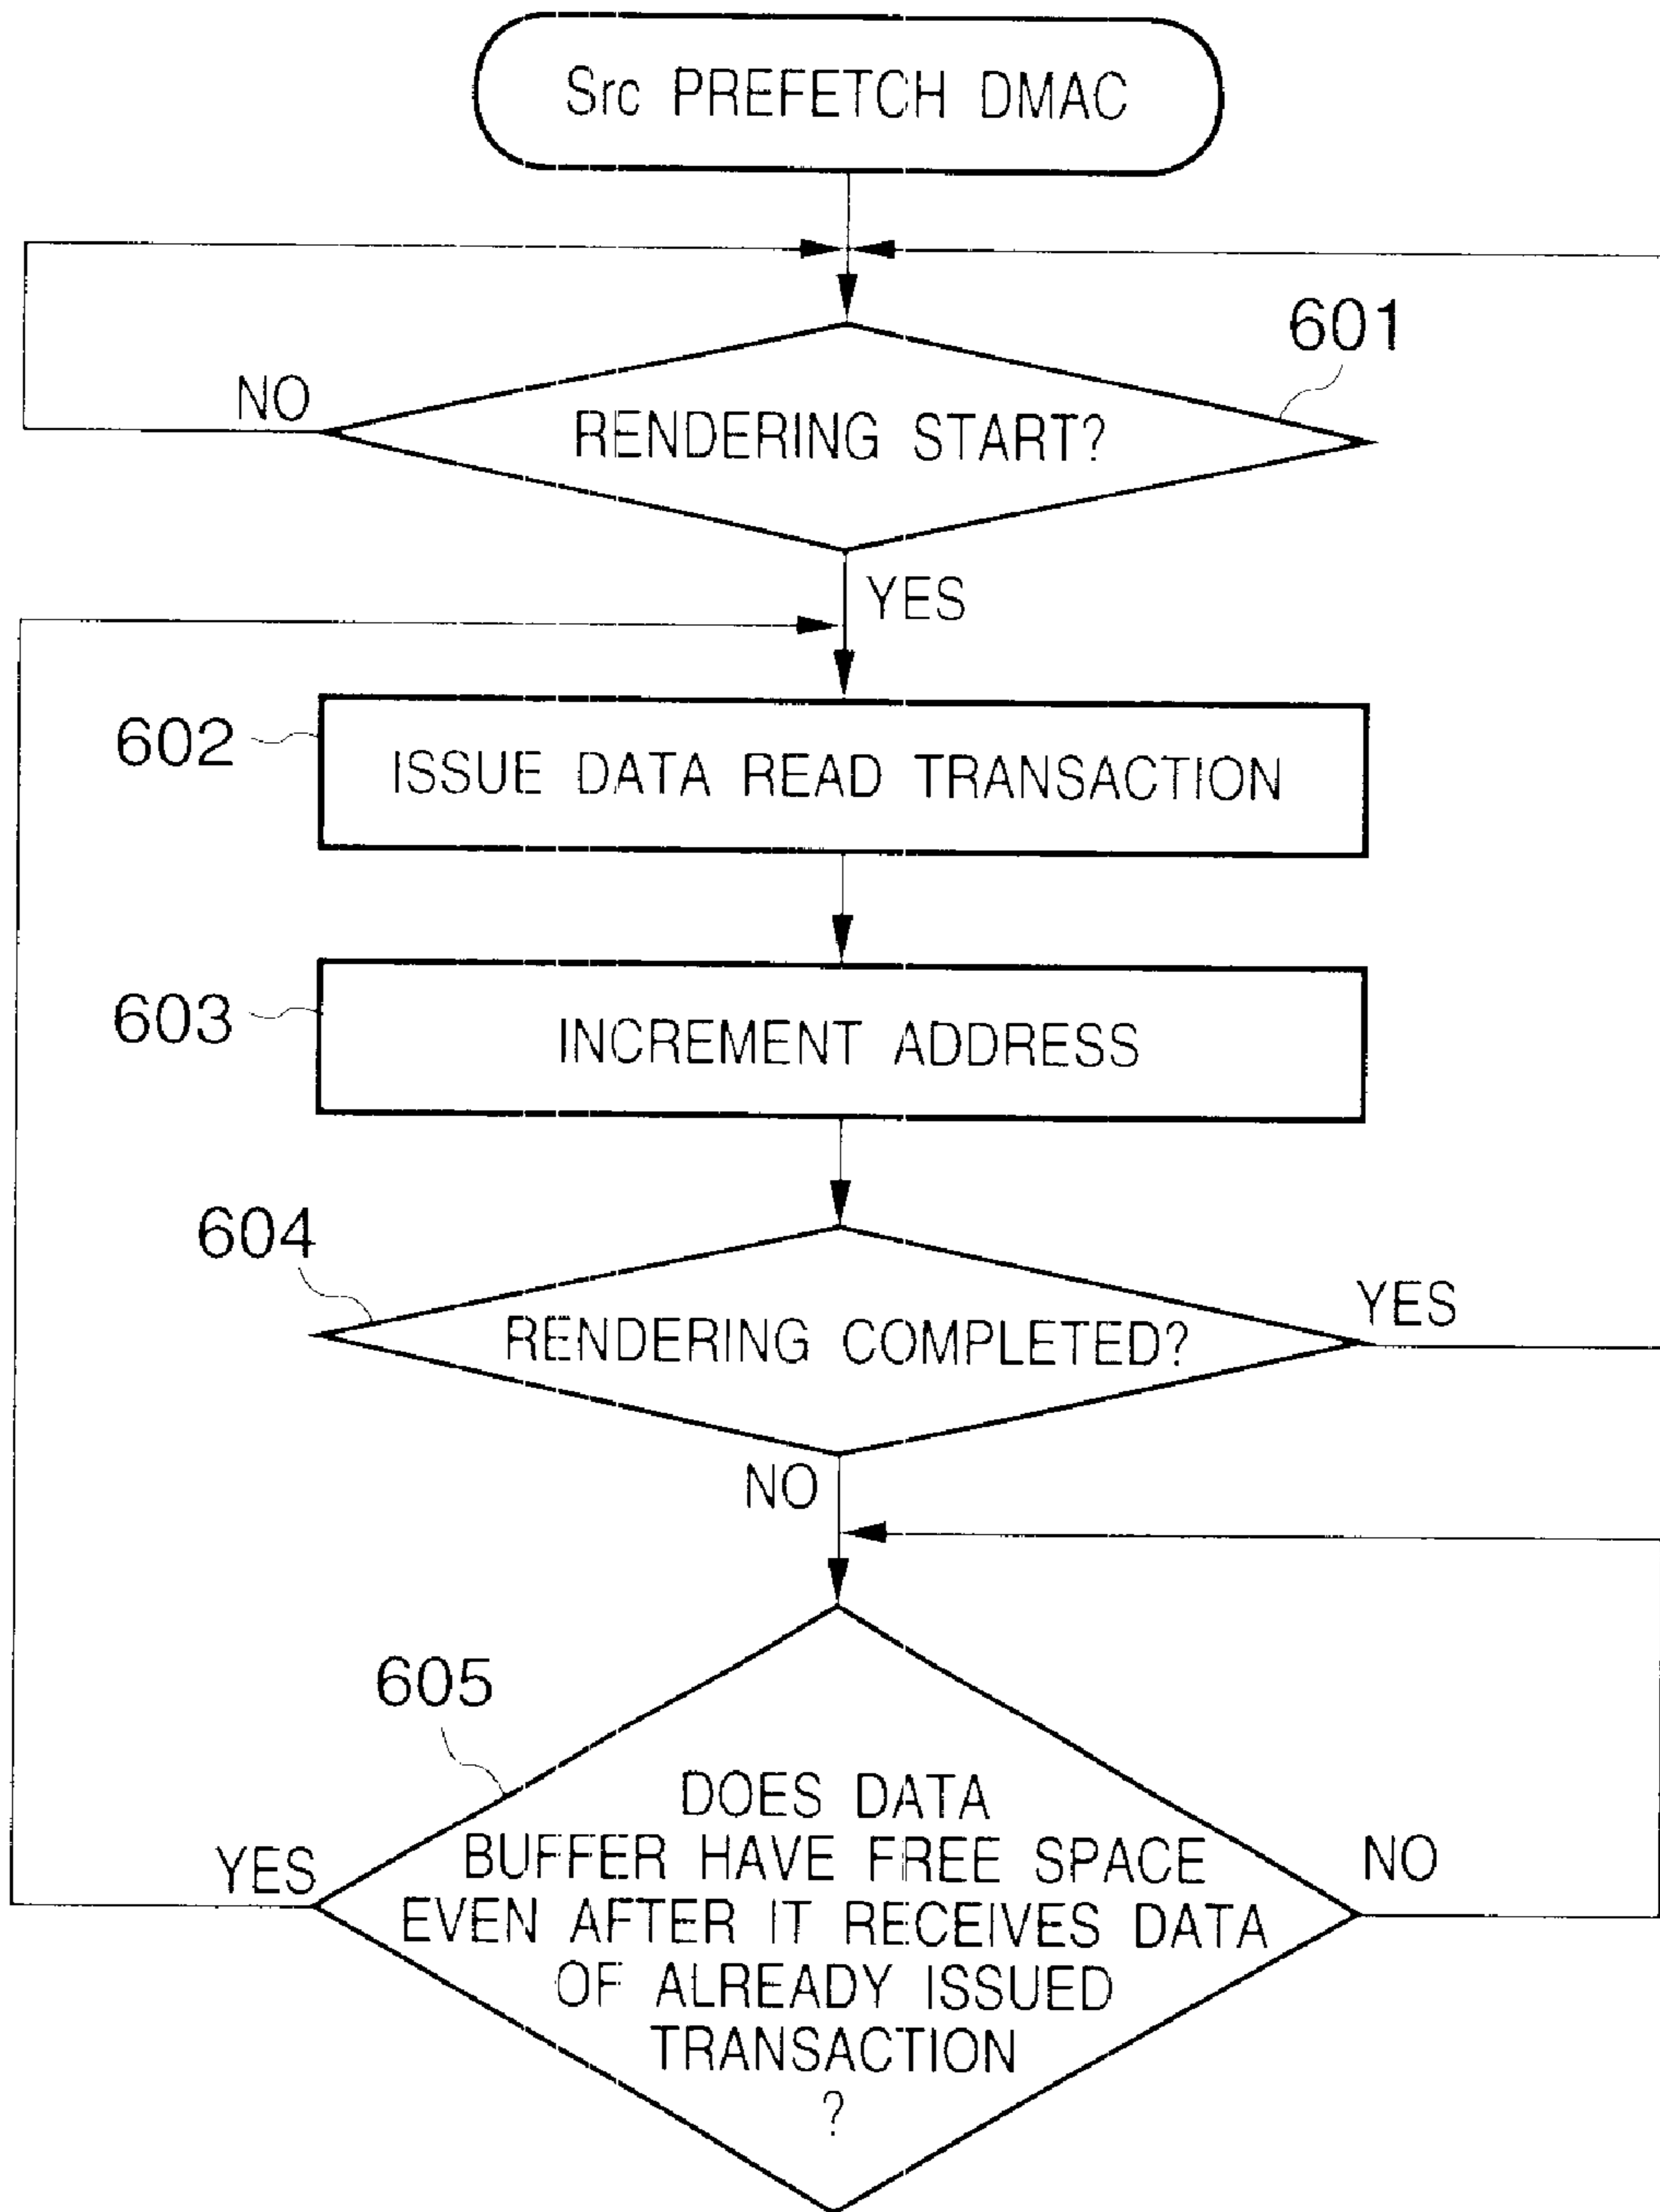 Src PREFETCH DMAC
601
NO
RENDERING START?
YES
602
ISSUE DATA READ TRANSACTION
603
INCREMENT ADDRESS
604
YES
RENDERING COMPLETED?
NO
605
DOES DATA
BUFFER HAVE FREE SPACE
EVEN AFTER IT RECEIVES DATA
OF ALREADY ISSUED
TRANSACTION
?
YES
NO